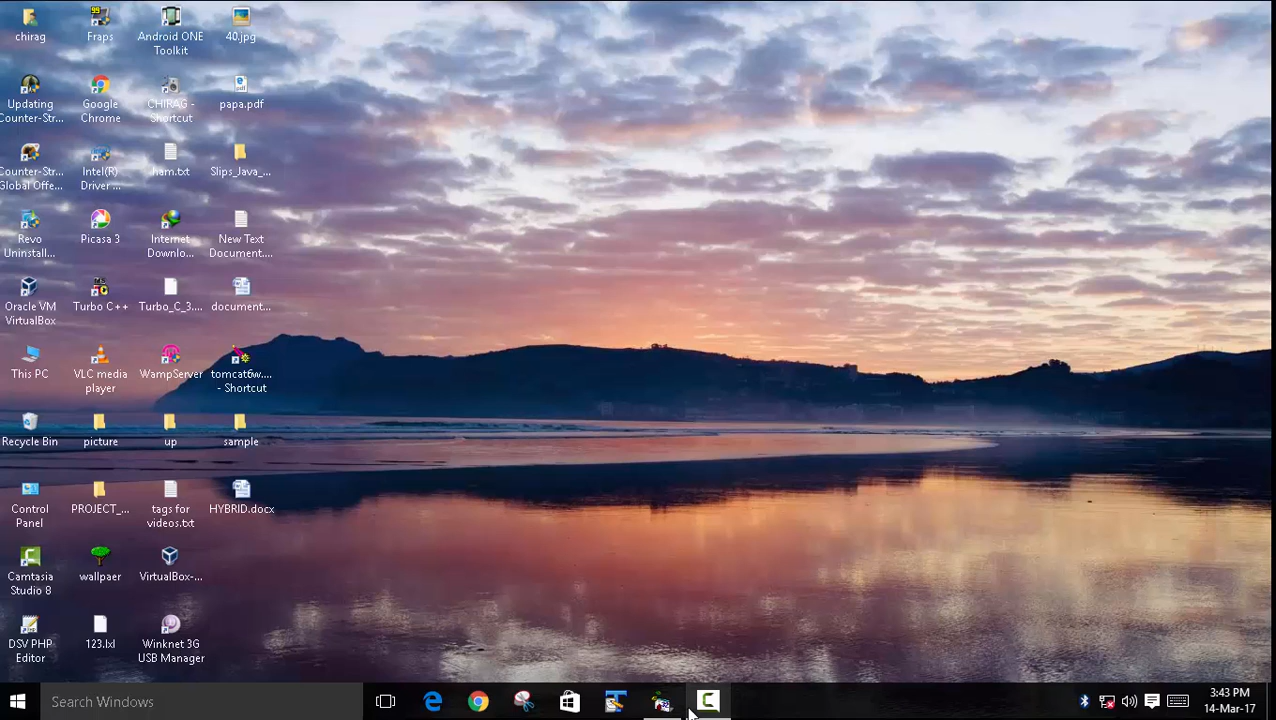 chirag
Fraps
Android ONE
Toolkit
40.jpg
Updating
Counter-Str...
Google
Chrome
CHIRAG -
Shortcut
papa.pdf
Counter-Str...
Global Offe...
Intel(R)
Driver ...
ham.txt
Slips_Java_...
Revo
Uninstall...
Picasa 3
Internet
Downlo...
New Text
Document....
Oracle VM
VirtualBox
Turbo C++
Turbo_C_3....
document...
This PC
VLC media
player
WampServer
tomcat6w....
- Shortcut
Recycle Bin
picture
up
sample
Control
Panel
PROJECT_...
tags for
videos.txt
HYBRID.docx
Camtasia
Studio 8
wallpaer
VirtualBox-...
DSV PHP
Editor
123.lxl
Winknet 3G
USB Manager
Search Windows
3:43 PM
14-Mar-17